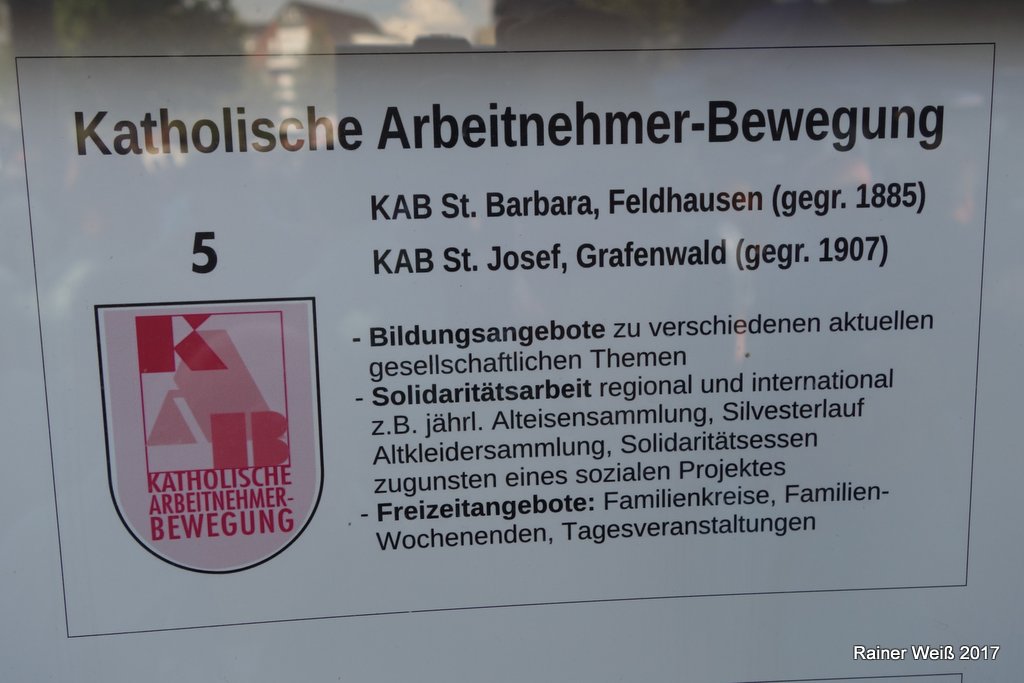 Katholische Arbeitnehmer-Bewegung
KAB St. Barbara, Feldhausen (gegr. 1885)
5
KAB St. Josef, Grafenwald (gegr. 1907)
KAB
KATHOLISCHE
ARBEITNEHMER-
BEWEGUNG
- Bildungsangebote zu verschiedenen aktuellen
gesellschaftlichen Themen
- Solidaritätsarbeit regional und international
z.B. jährl. Alteisensammlung, Silvesterlauf
Altkleidersammlung, Solidaritätsessen
zugunsten eines sozialen Projektes
- Freizeitangebote: Familienkreise, Familien-
Wochenenden, Tagesveranstaltungen
Rainer Weiß 2017